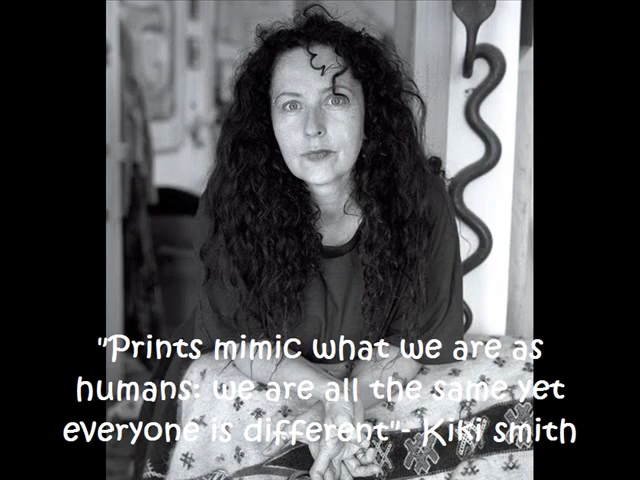 "Prints mimic what we are as
humans: we are all the same yet
everyone is different"- Kiki smith